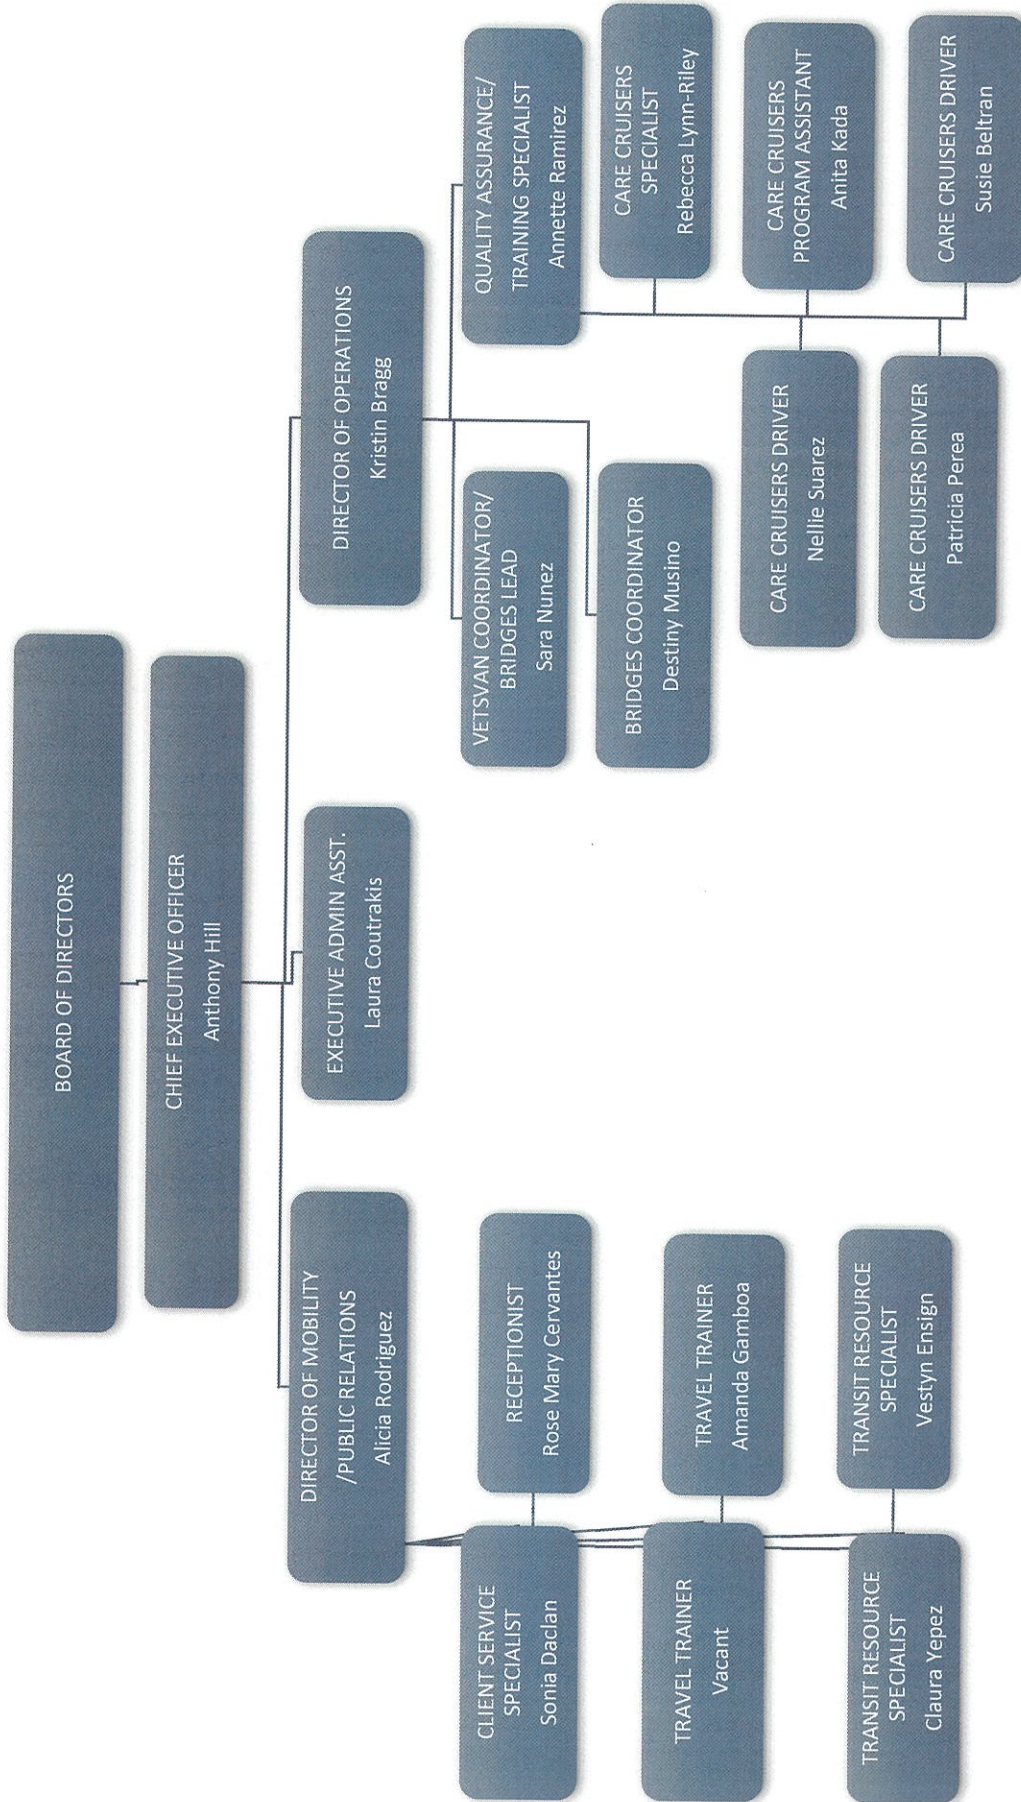 BOARD OF DIRECTORS
CHIEF EXECUTIVE OFFICER
Anthony Hill
DIRECTOR OF MOBILITY
/PUBLIC RELATIONS
Alicia Rodriguez
EXECUTIVE ADMIN ASST.
Laura Coutrakis
DIRECTOR OF OPERATIONS
Kristin Bragg
CLIENT SERVICE
SPECIALIST
Sonia Daclan
RECEPTIONIST
Rose Mary Cervantes
TRAVEL TRAINER
Vacant
TRAVEL TRAINER
Amanda Gamboa
TRANSIT RESOURCE
SPECIALIST
Claura Yepez
TRANSIT RESOURCE
SPECIALIST
Vestyn Ensign
VETSVAN COORDINATOR/
BRIDGES LEAD
Sara Nunez
BRIDGES COORDINATOR
Destiny Musino
QUALITY ASSURANCE/
TRAINING SPECIALIST
Annette Ramirez
CARE CRUISERS
SPECIALIST
Rebecca Lynn-Riley
CARE CRUISERS DRIVER
Nellie Suarez
CARE CRUISERS
PROGRAM ASSISTANT
Anita Kada
CARE CRUISERS DRIVER
Patricia Perea
CARE CRUISERS DRIVER
Susie Beltran